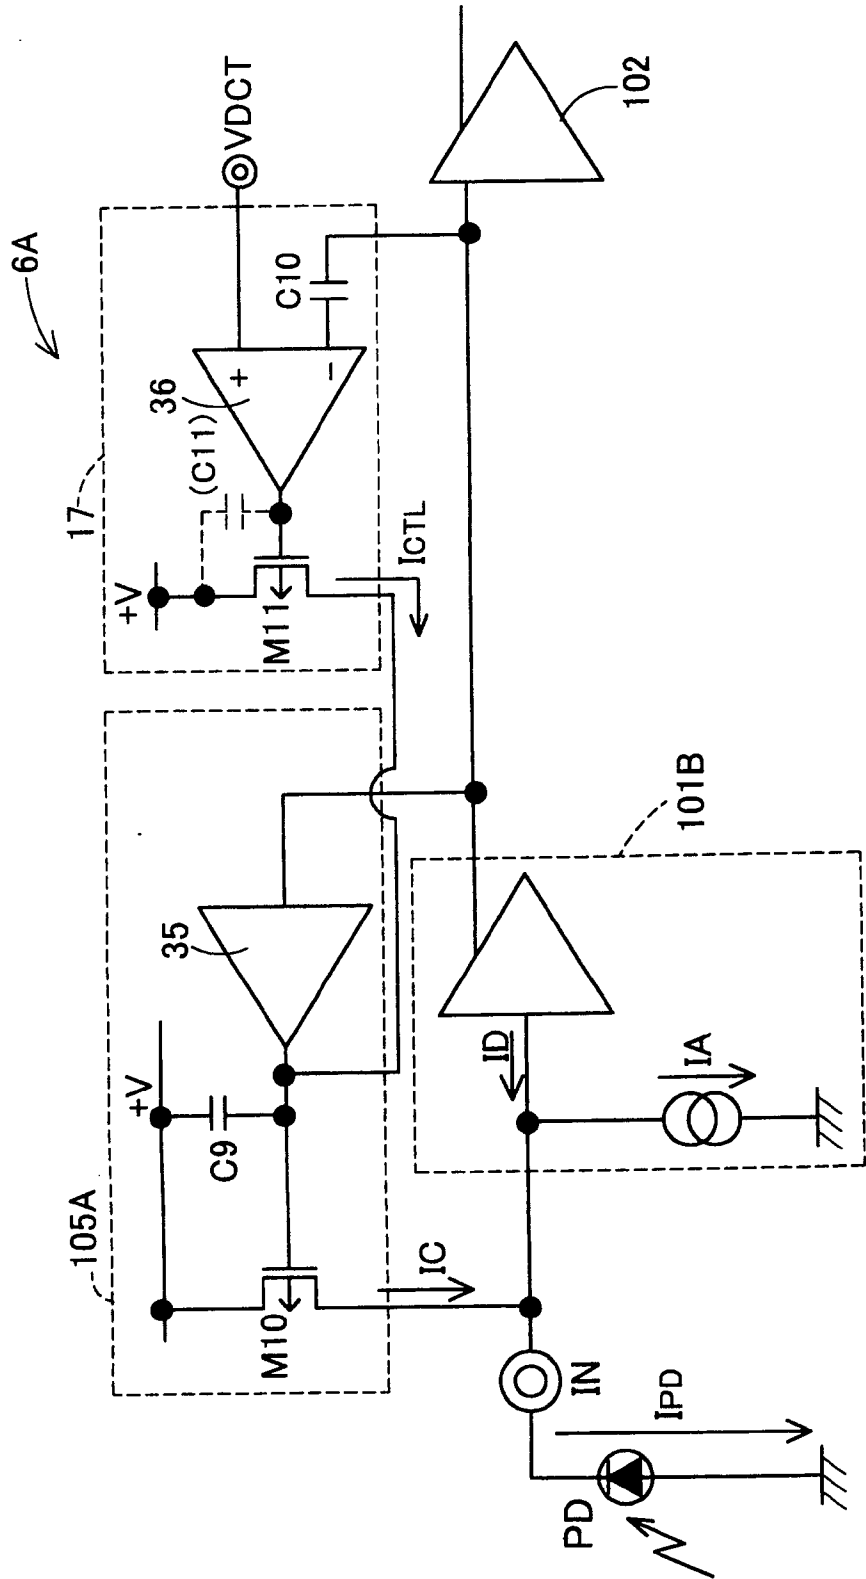 6A
17
VDCT
+V
(C11)
36
+
−
C10
M11
ICTL
102
105A
+V
C9
35
M10
IC
101B
ID
IA
IN
IPD
PD